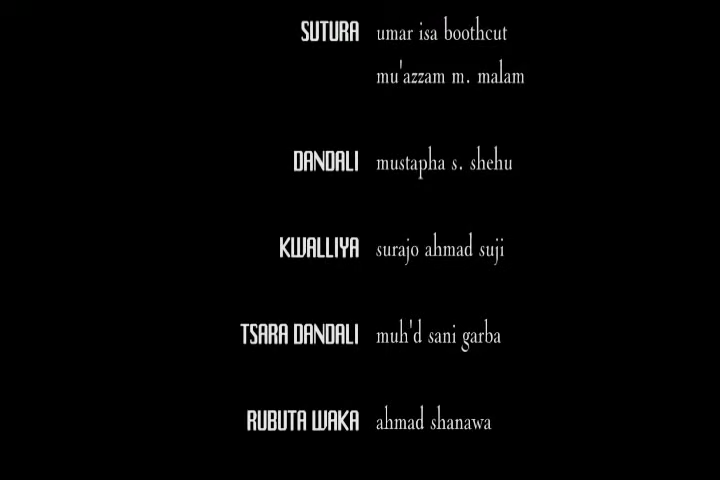 SUTURA umar isa boothcut
mu'azzam m. malam
DANDALI mustapha s. shehu
KWALLIYA surajo ahmad suji
TSARA DANDALI muh'd sani garba
RUBUTA WAKA ahmad shanawa